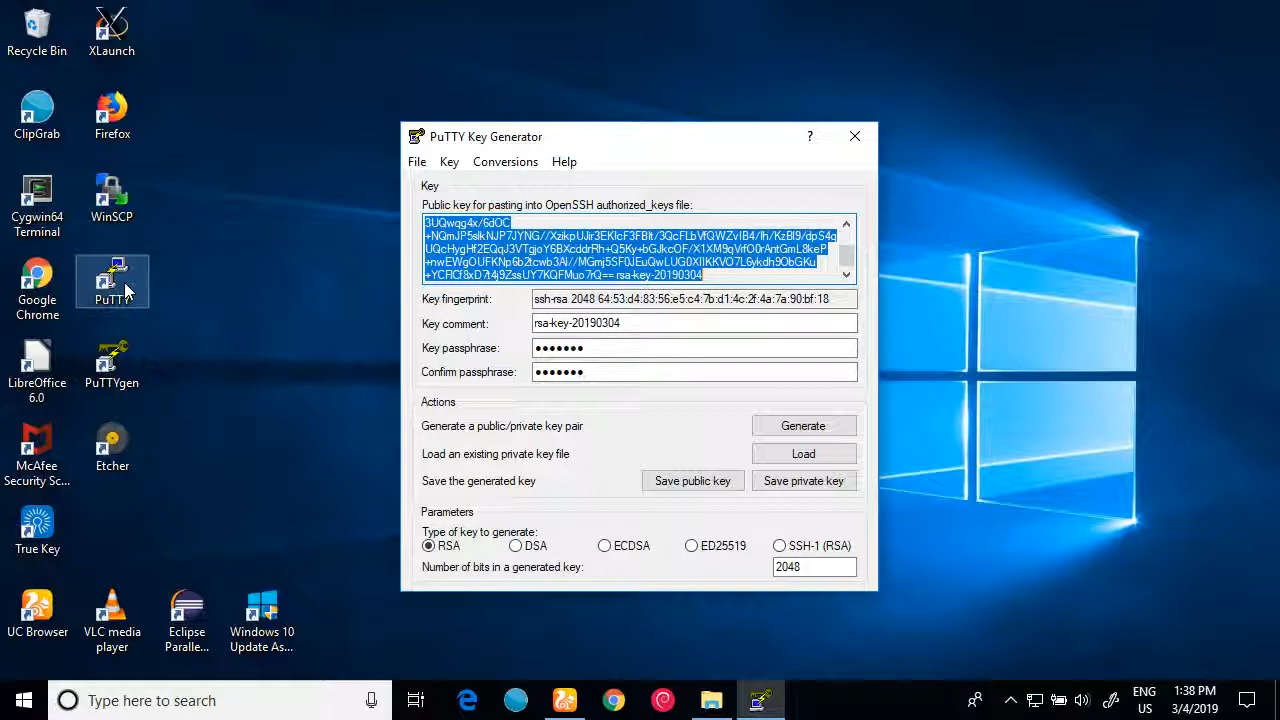 Recycle Bin
XLaunch
ClipGrab
Firefox
Cygwin64
Terminal
WinSCP
Google
Chrome
PuTTY
LibreOffice
6.0
PuTTYgen
McAfee
Security Sc...
Etcher
True Key
UC Browser
VLC media
player
Eclipse
Paralle...
Windows 10
Update As...
PuTTY Key Generator
?
File Key Conversions Help
Key
Public key for pasting into OpenSSH authorized_keys file:
3UQwqg4x/6dOC
Key fingerprint: ssh-rsa 2048 64:53:d4:83:56:e5:c4:7b:d1:4c:2f:4a:7a:90:bf:18
Key comment: rsa-key-20190304
Key passphrase: ●●●●●●●
Confirm passphrase: ●●●●●●●
Actions
Generate a public/private key pair Generate
Load an existing private key file Load
Save the generated key Save public key Save private key
Parameters
Type of key to generate:
RSA DSA ECDSA ED25519 SSH-1 (RSA)
Number of bits in a generated key: 2048
Type here to search
ENG
US
1:38 PM
3/4/2019